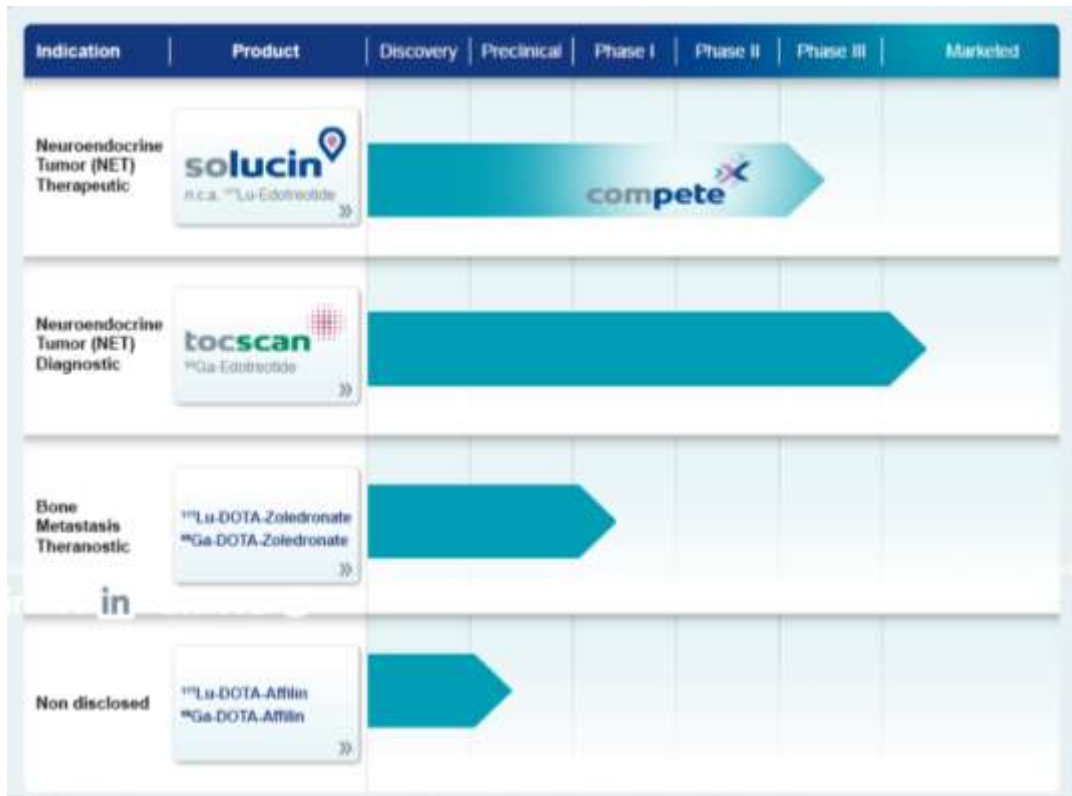 Indication
Product
Discovery
Preclinical
Phase I
Phase II
Phase III
Marketed
Neuroendocrine
Tumor (NET)
Therapeutic
solucin
n.c.a. ¹⁷⁷Lu-Edotreotide
compete
Neuroendocrine
Tumor (NET)
Diagnostic
tocscan
⁶⁸Ga-Edotreotide
Bone
Metastasis
Theranostic
¹⁷⁷Lu-DOTA-Zoledronate
⁶⁸Ga-DOTA-Zoledronate
in
Non disclosed
¹⁷⁷Lu-DOTA-Affilin
⁶⁸Ga-DOTA-Affilin